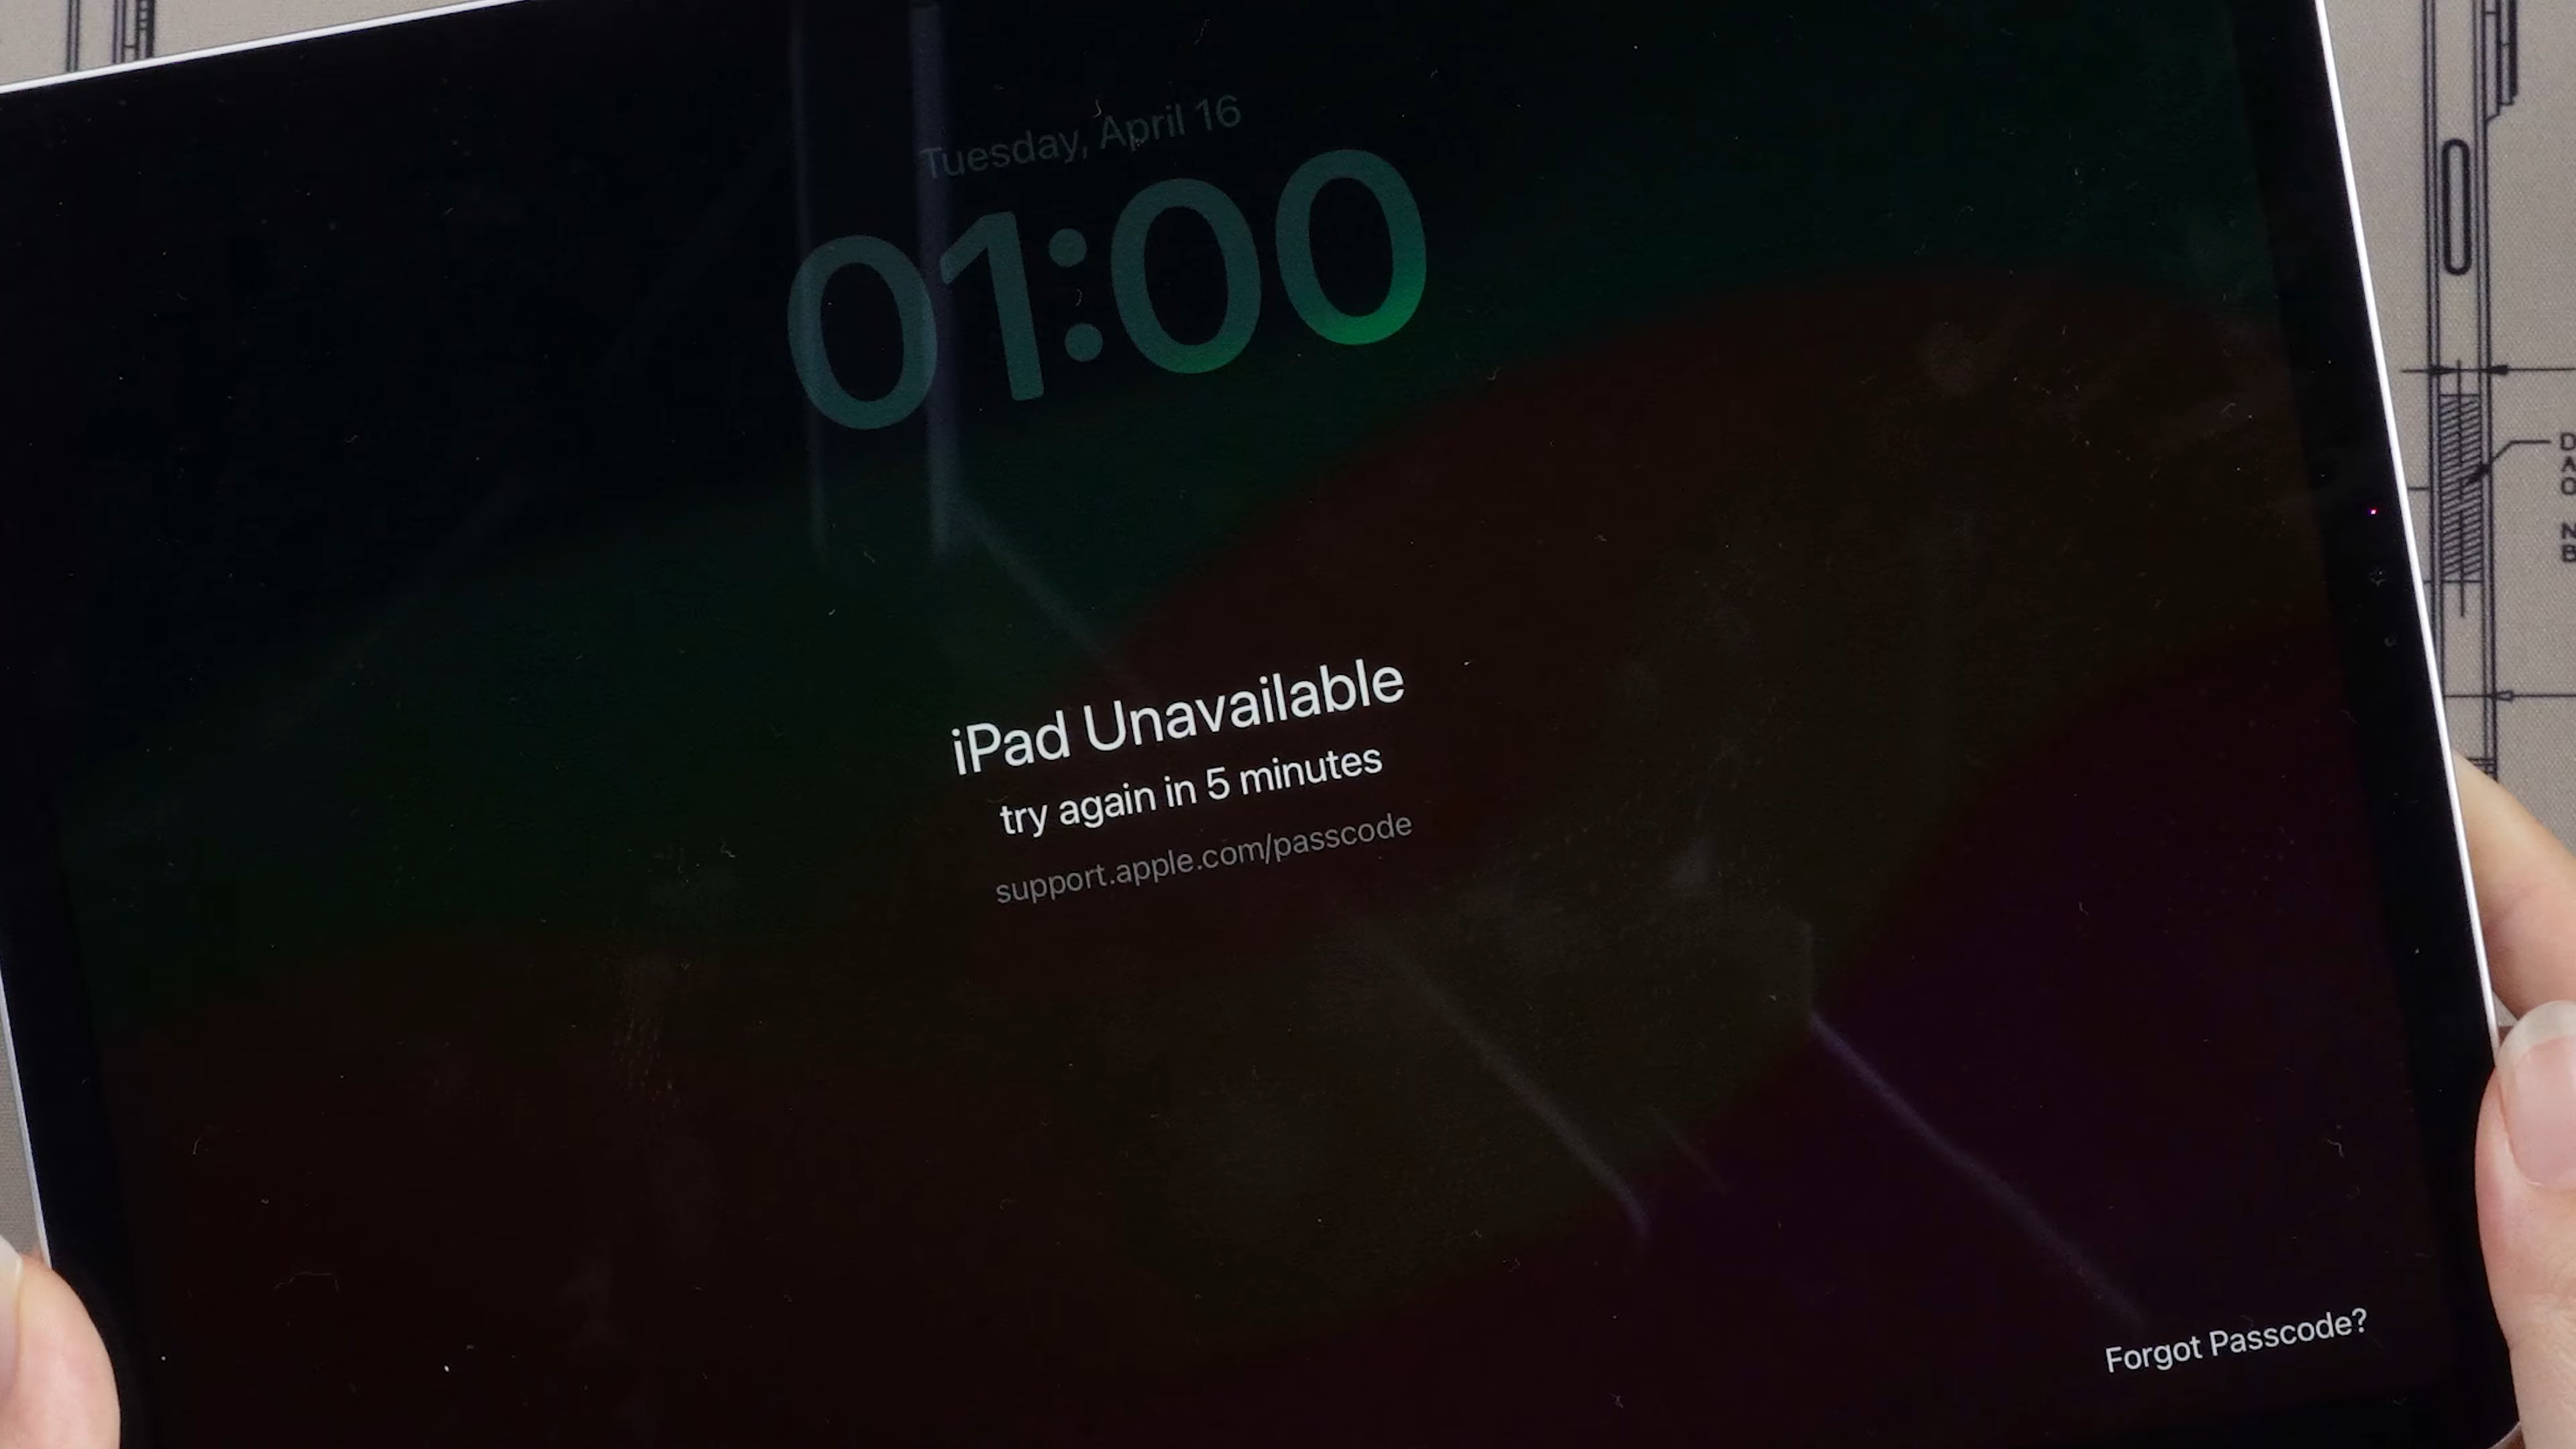 Tuesday, April 16
01:00
iPad Unavailable
try again in 5 minutes
support.apple.com/passcode
Forgot Passcode?